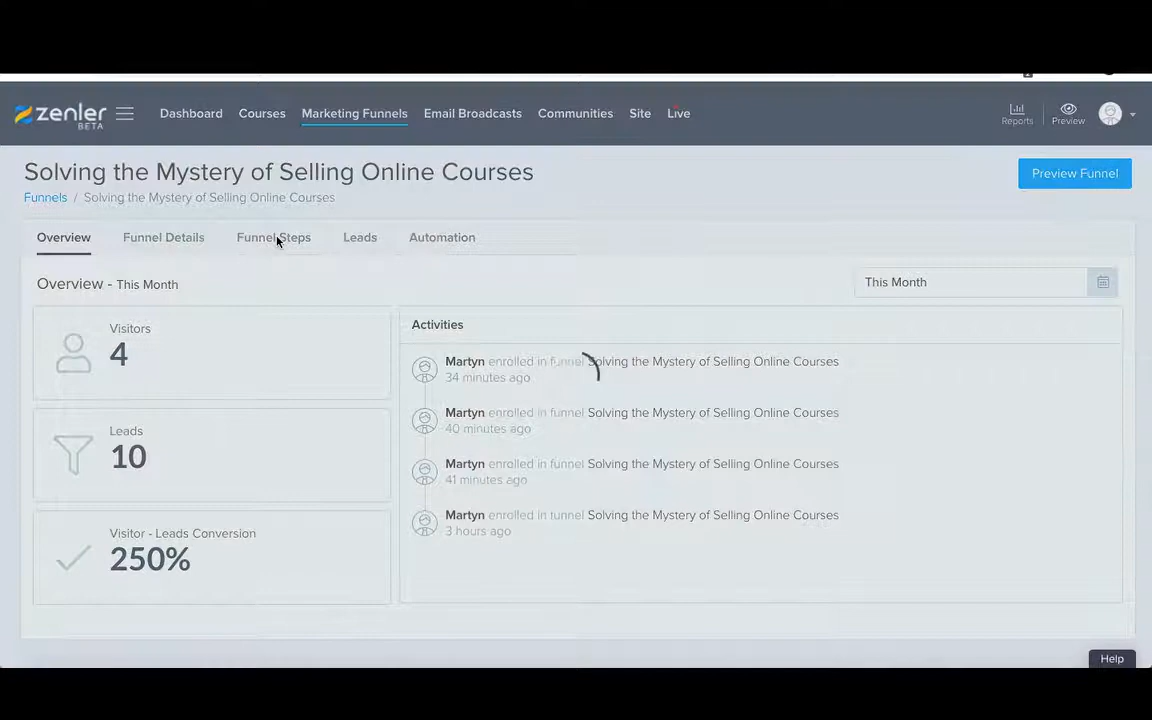 zenler
BETA
Dashboard Courses Marketing Funnels Email Broadcasts Communities Site Live
Reports Preview
Solving the Mystery of Selling Online Courses
Preview Funnel
Funnels / Solving the Mystery of Selling Online Courses
Overview Funnel Details Funnel Steps Leads Automation
Overview - This Month
This Month
Visitors
4
Leads
10
Visitor - Leads Conversion
250%
Activities
Martyn enrolled in funnel Solving the Mystery of Selling Online Courses
34 minutes ago
Martyn enrolled in funnel Solving the Mystery of Selling Online Courses
40 minutes ago
Martyn enrolled in funnel Solving the Mystery of Selling Online Courses
41 minutes ago
Martyn enrolled in funnel Solving the Mystery of Selling Online Courses
3 hours ago
Help